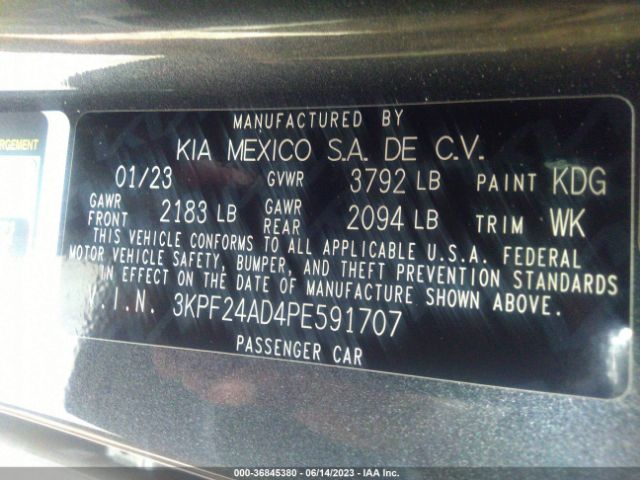 RGEMENT
MANUFACTURED BY
KIA MEXICO S.A. DE C.V.
01/23 GVWR 3792 LB PAINT KDG
GAWR FRONT 2183 LB GAWR REAR 2094 LB TRIM WK
THIS VEHICLE CONFORMS TO ALL APPLICABLE U.S.A. FEDERAL
MOTOR VEHICLE SAFETY, BUMPER, AND THEFT PREVENTION STANDARDS
IN EFFECT ON THE DATE OF MANUFACTURE SHOWN ABOVE.
V.I.N. 3KPF24AD4PE591707
PASSENGER CAR
000-36845380 - 06/14/2023 - IAA Inc.